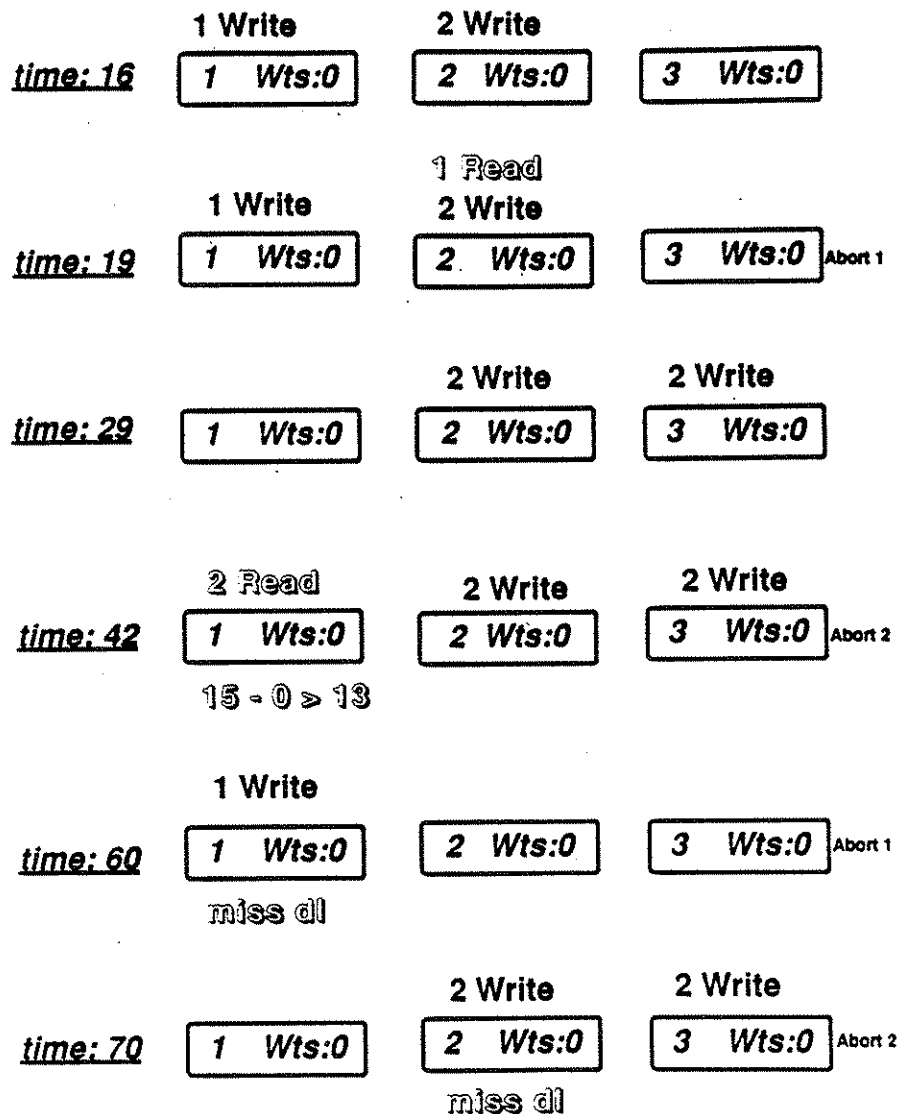 1 Write 2 Write
time: 16 1 Wts:0 2 Wts:0 3 Wts:0
1 Read
1 Write 2 Write
time: 19 1 Wts:0 2. Wts:0 3 Wts:0 Abort 1
2 Write 2 Write
time: 29 1 Wts:0 2 Wts:0 3 Wts:0
2 Read 2 Write 2 Write
time: 42 1 Wts:0 2 Wts:0 3 Wts:0 Abort 2
15 - 0 > 13
1 Write
time: 60 1 Wts:0 2 Wts:0 3 Wts:0 Abort 1
miss dl
2 Write 2 Write
time: 70 1 Wts:0 2 Wts:0 3 Wts:0 Abort 2
miss dl